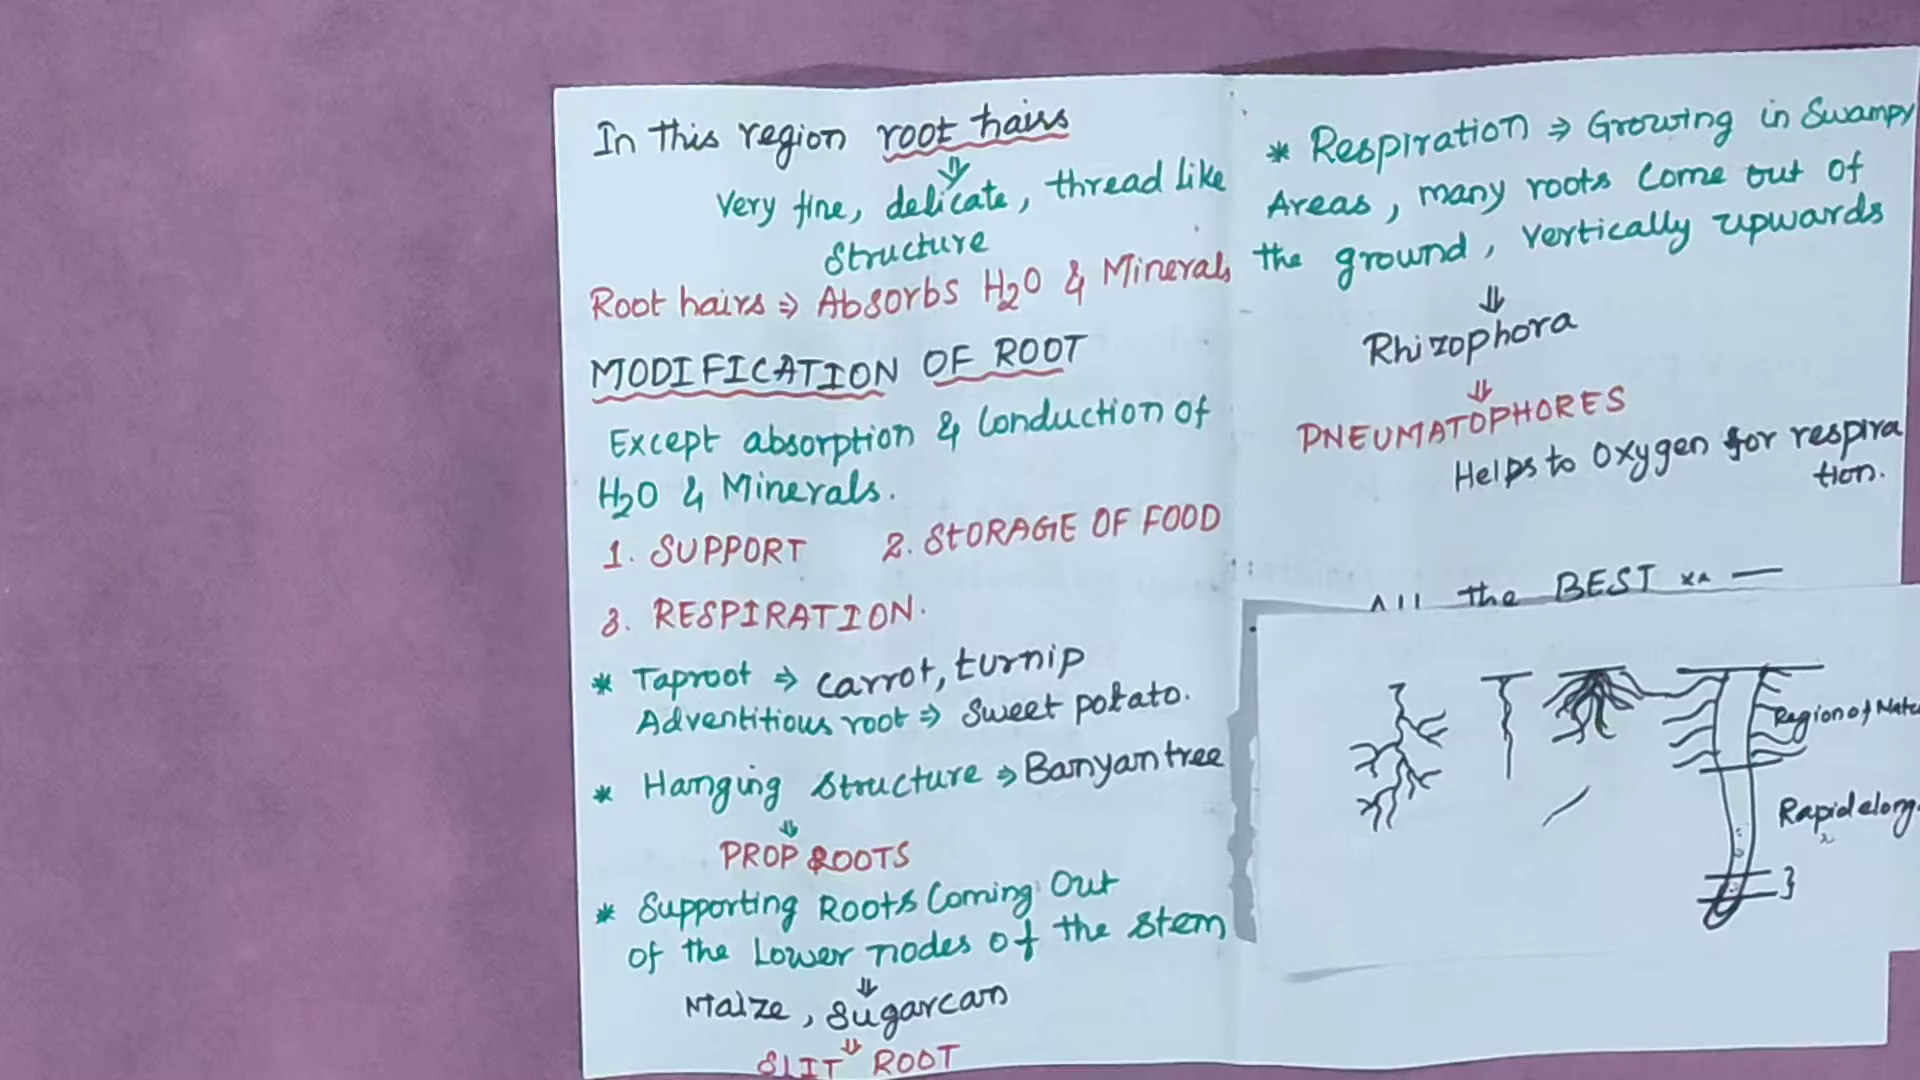 In this region root hairs
⇓
Very fine, delicate, thread like
Structure
Root hairs ⇒ Absorbs H2O & Minerals
MODIFICATION OF ROOT
Except absorption & Conduction of
H2O & Minerals.
1. SUPPORT 2. STORAGE OF FOOD
3. RESPIRATION.
* Taproot ⇒ carrot, turnip
Adventitious root ⇒ Sweet potato.
* Hanging Structure ⇒ Banyan tree
⇓
PROP ROOTS
* Supporting Roots Coming Out
of the Lower nodes of the Stem
⇓
Maize, Sugarcan
⇓
SLIT ROOT
* Respiration ⇒ Growing in Swampy
Areas, many roots Come out of
the ground, vertically upwards
⇓
Rhizophora
⇓
PNEUMATOPHORES
Helps to Oxygen for respira
tion.
All the BEST
Region of Matu
Rapid elong